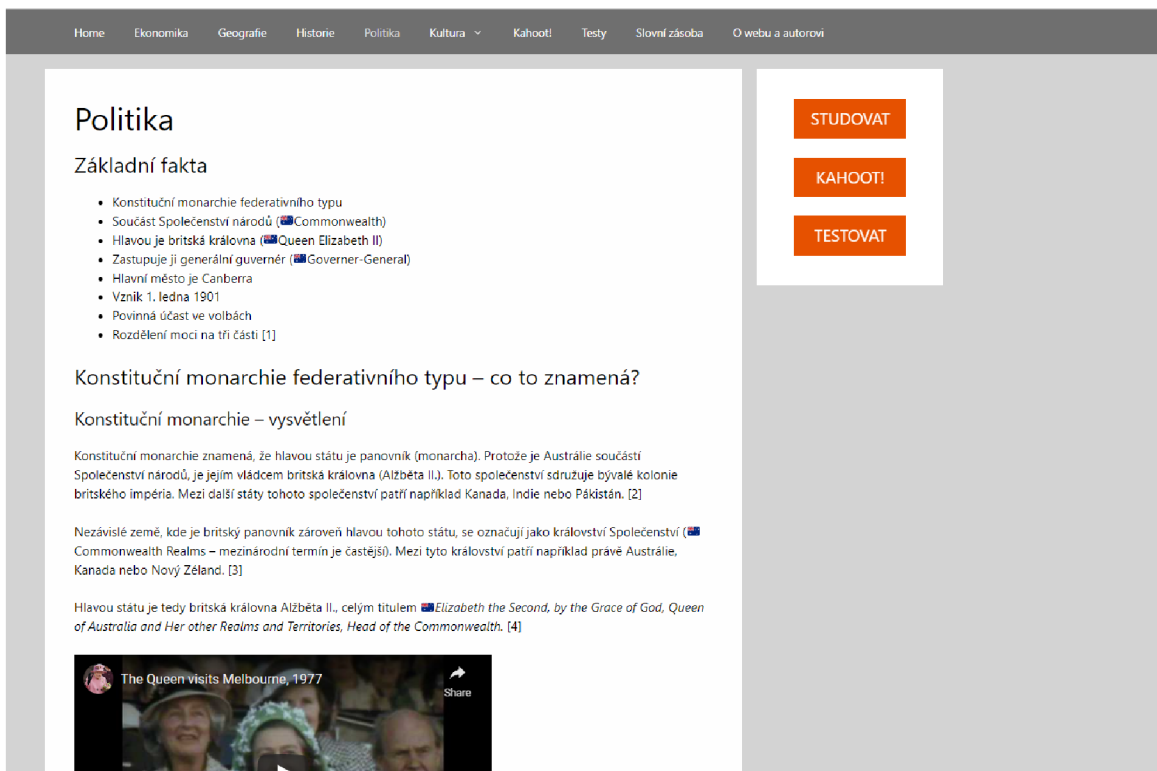 Home Ekonomika Geografie Historie Politika Kultura Kahoot! Testy Slovní zásoba O webu a autorovi
Politika
Základní fakta
• Konstituční monarchie federativního typu
• Součást Společenství národů (Commonwealth)
• Hlavou je britská královna (Queen Elizabeth II)
• Zastupuje ji generální guvernér (Governer-General)
• Hlavní město je Canberra
• Vznik 1. ledna 1901
• Povinná účast ve volbách
• Rozdělení moci na tři části [1]
Konstituční monarchie federativního typu – co to znamená?
Konstituční monarchie – vysvětlení
Konstituční monarchie znamená, že hlavou státu je panovník (monarcha). Protože je Austrálie součástí
Společenství národů, je jejím vládcem britská královna (Alžběta II.). Toto společenství sdružuje bývalé kolonie
britského impéria. Mezi další státy tohoto společenství patří například Kanada, Indie nebo Pákistán. [2]
Nezávislé země, kde je britský panovník zároveň hlavou tohoto státu, se označují jako království Společenství (
Commonwealth Realms – mezinárodní termín je častější). Mezi tyto království patří například právě Austrálie,
Kanada nebo Nový Zéland. [3]
Hlavou státu je tedy britská královna Alžběta II., celým titulem Elizabeth the Second, by the Grace of God, Queen
of Australia and Her other Realms and Territories, Head of the Commonwealth. [4]
The Queen visits Melbourne, 1977
Share
STUDOVAT
KAHOOT!
TESTOVAT